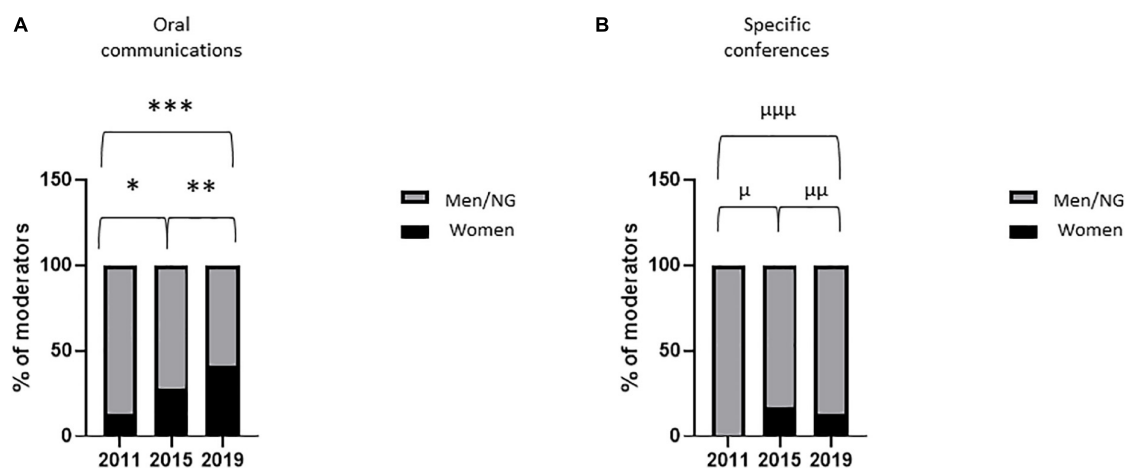 A
Oral
communications
***
150
*
**
100
50
0
% of moderators
2011 2015 2019
Men/NG
Women
B
Specific
conferences
μμμ
150
μ
μμ
100
50
0
% of moderators
2011 2015 2019
Men/NG
Women